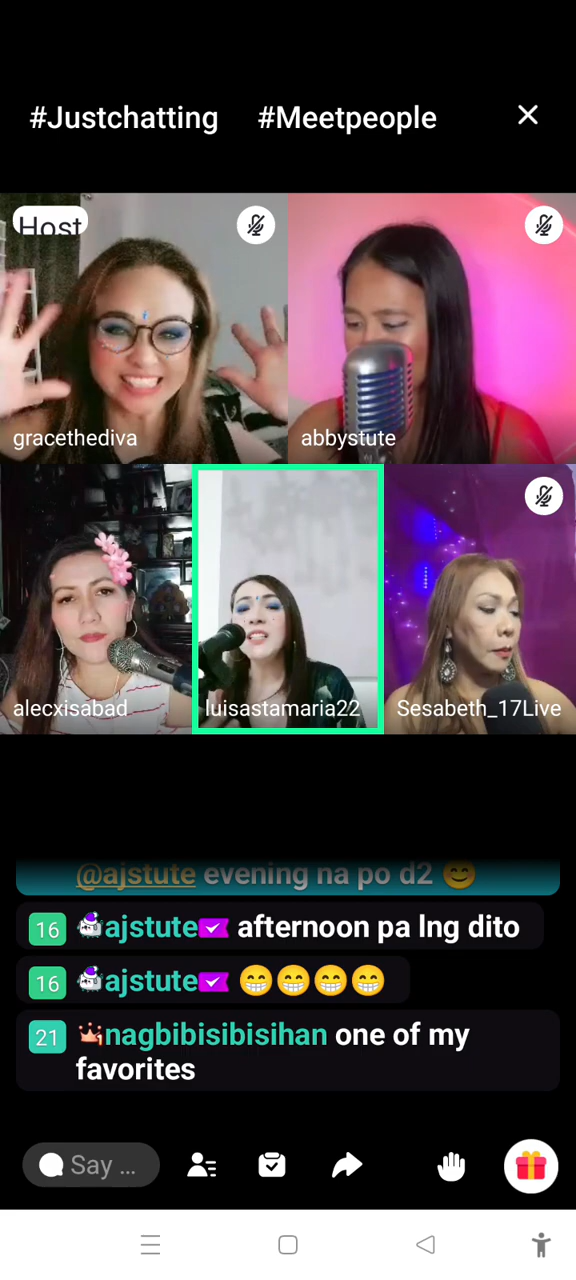 #Justchatting #Meetpeople
Host
gracethediva
abbystute
alecxisabad
luisastamaria22
Sesabeth_17Live
@ajstute evening na po d2 😊
16 ajstute afternoon pa lng dito
16 ajstute 😁😁😁😁
21 nagbibisibisihan one of my
favorites
Say ...